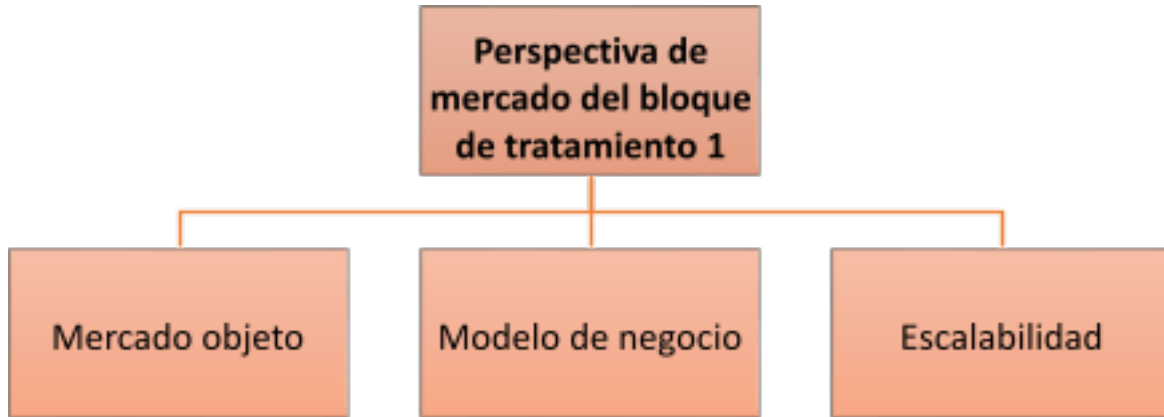 Perspectiva de
mercado del bloque
de tratamiento 1
Mercado objeto
Modelo de negocio
Escalabilidad